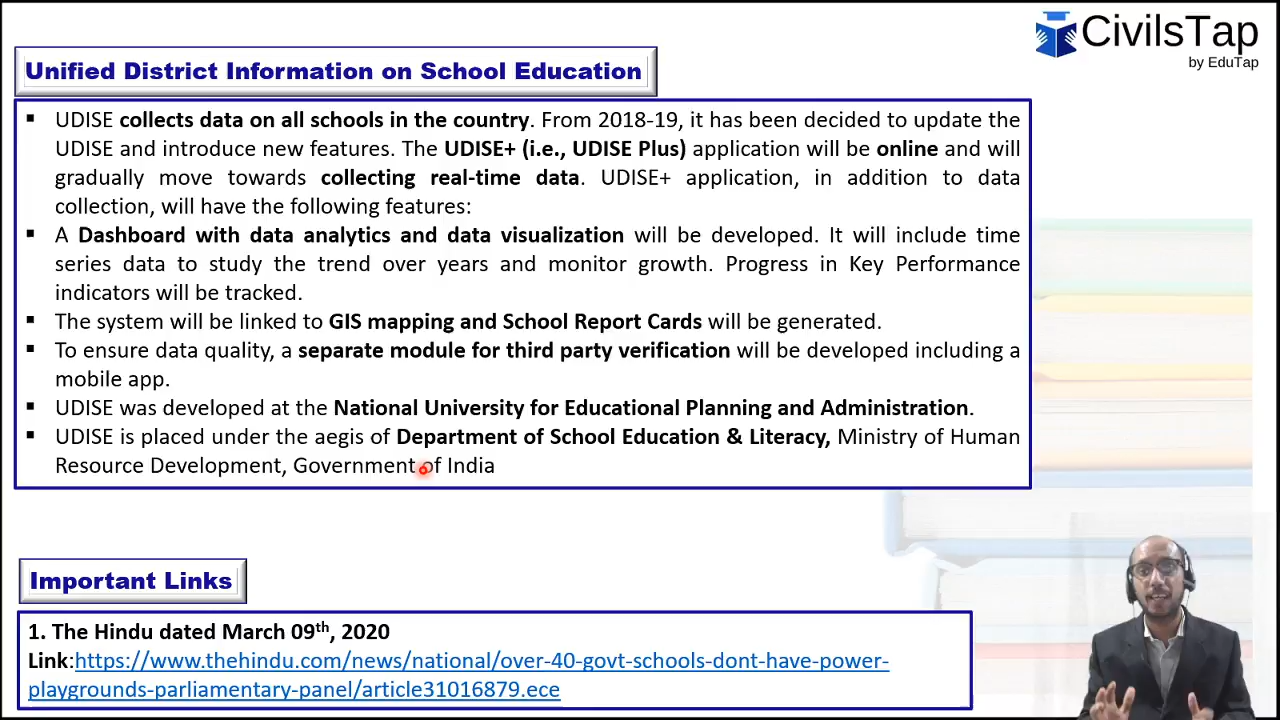 CivilsTap
by EduTap
Unified District Information on School Education
▪ UDISE collects data on all schools in the country. From 2018-19, it has been decided to update the
UDISE and introduce new features. The UDISE+ (i.e., UDISE Plus) application will be online and will
gradually move towards collecting real-time data. UDISE+ application, in addition to data
collection, will have the following features:
▪ A Dashboard with data analytics and data visualization will be developed. It will include time
series data to study the trend over years and monitor growth. Progress in Key Performance
indicators will be tracked.
▪ The system will be linked to GIS mapping and School Report Cards will be generated.
▪ To ensure data quality, a separate module for third party verification will be developed including a
mobile app.
▪ UDISE was developed at the National University for Educational Planning and Administration.
▪ UDISE is placed under the aegis of Department of School Education & Literacy, Ministry of Human
Resource Development, Government of India
Important Links
1. The Hindu dated March 09th, 2020
Link:https://www.thehindu.com/news/national/over-40-govt-schools-dont-have-power-
playgrounds-parliamentary-panel/article31016879.ece